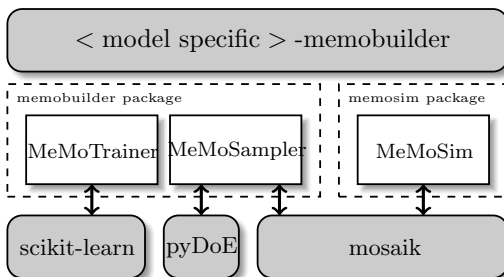 < model specific > -memobuilder
memobuilder package
memosim package
MeMoTrainer
MeMoSampler
MeMoSim
scikit-learn
pyDoE
mosaik